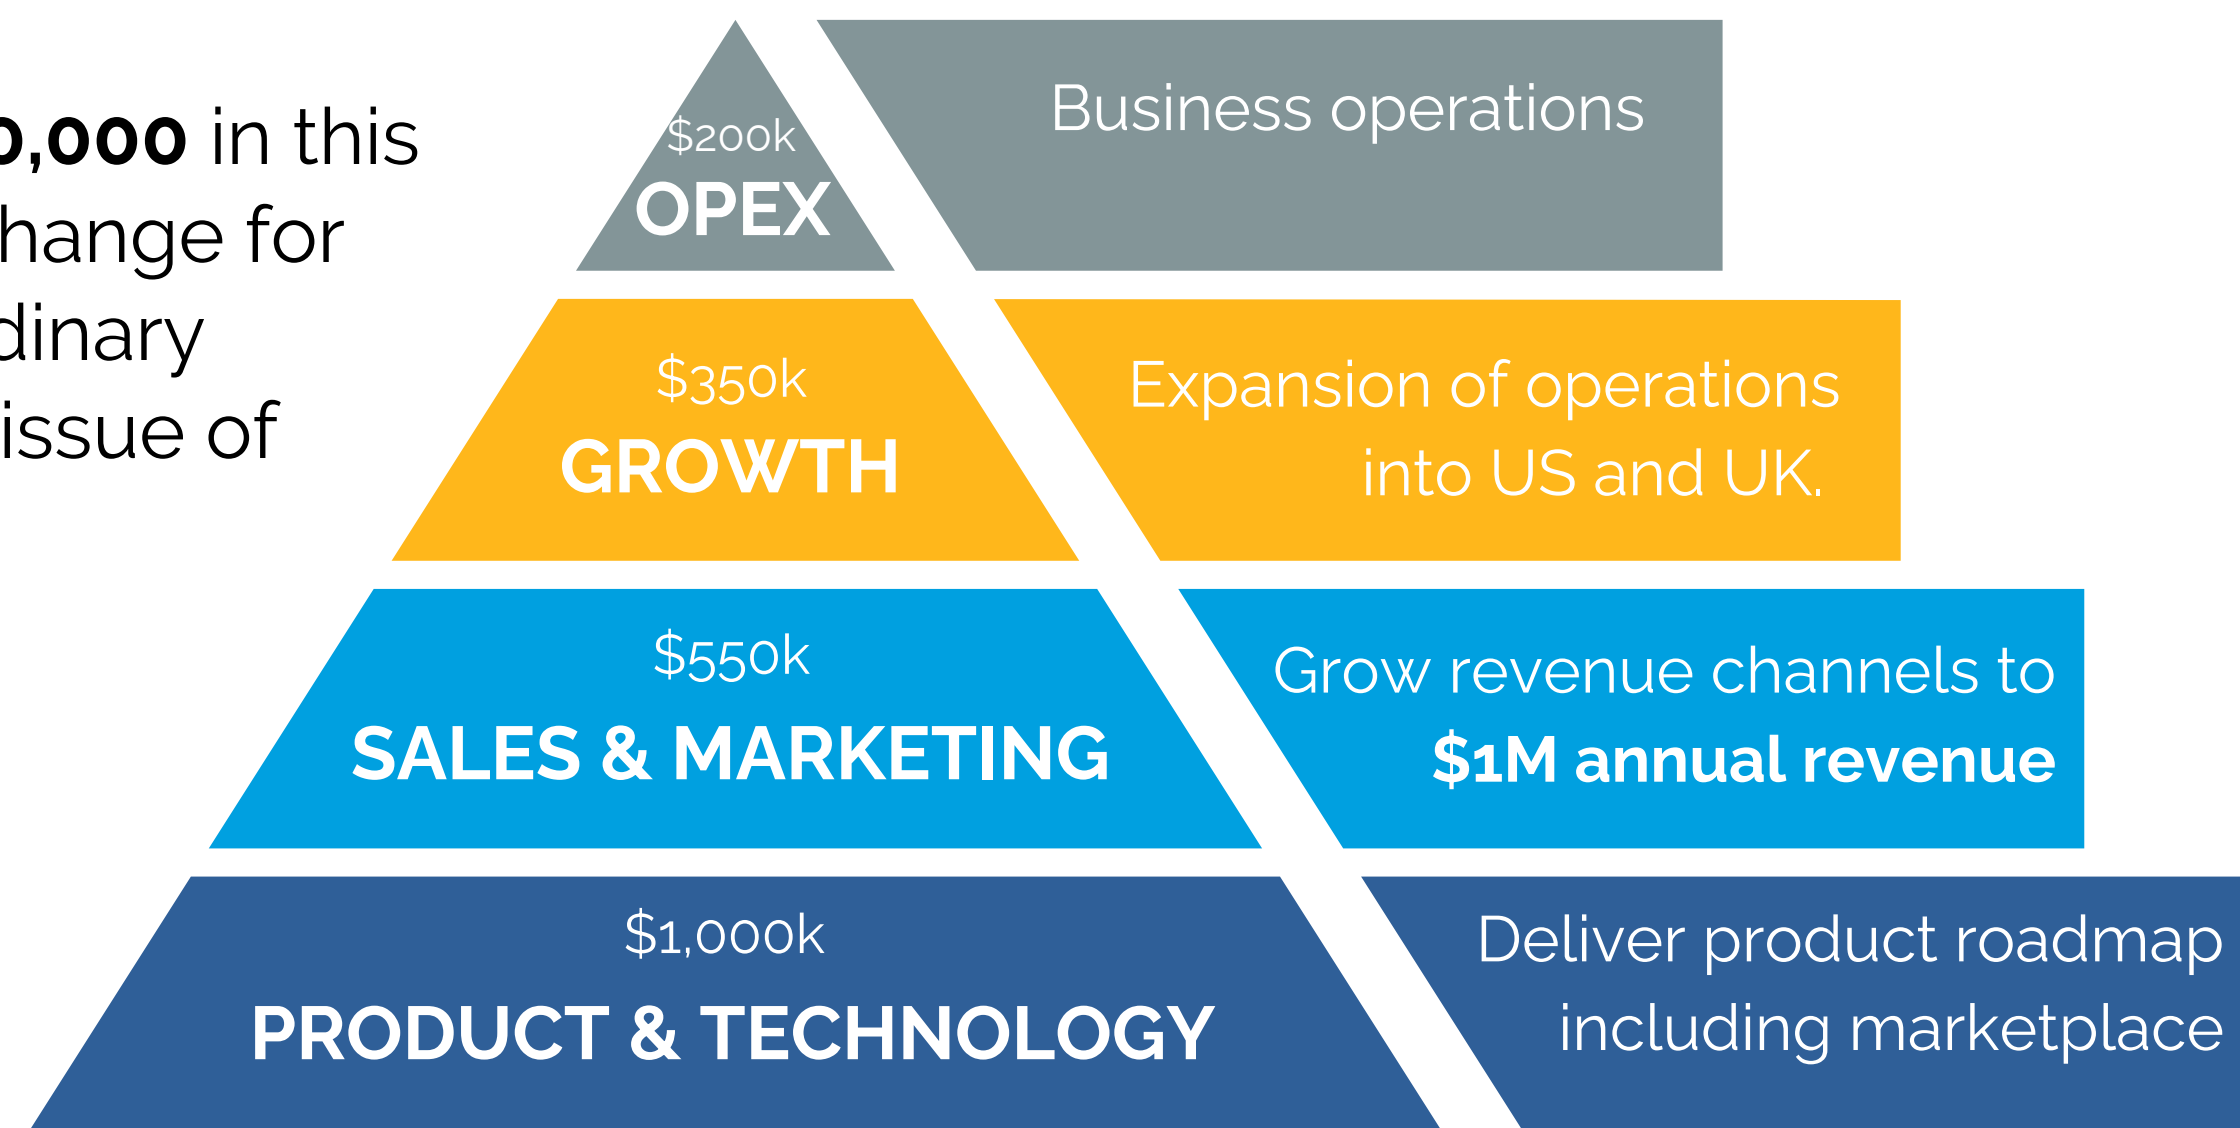 0,000 in this
hange for
dinary
issue of
$200k
OPEX
Business operations
$350k
GROWTH
Expansion of operations
into US and UK.
$550k
SALES & MARKETING
Grow revenue channels to
$1M annual revenue
$1,000k
PRODUCT & TECHNOLOGY
Deliver product roadmap
including marketplace